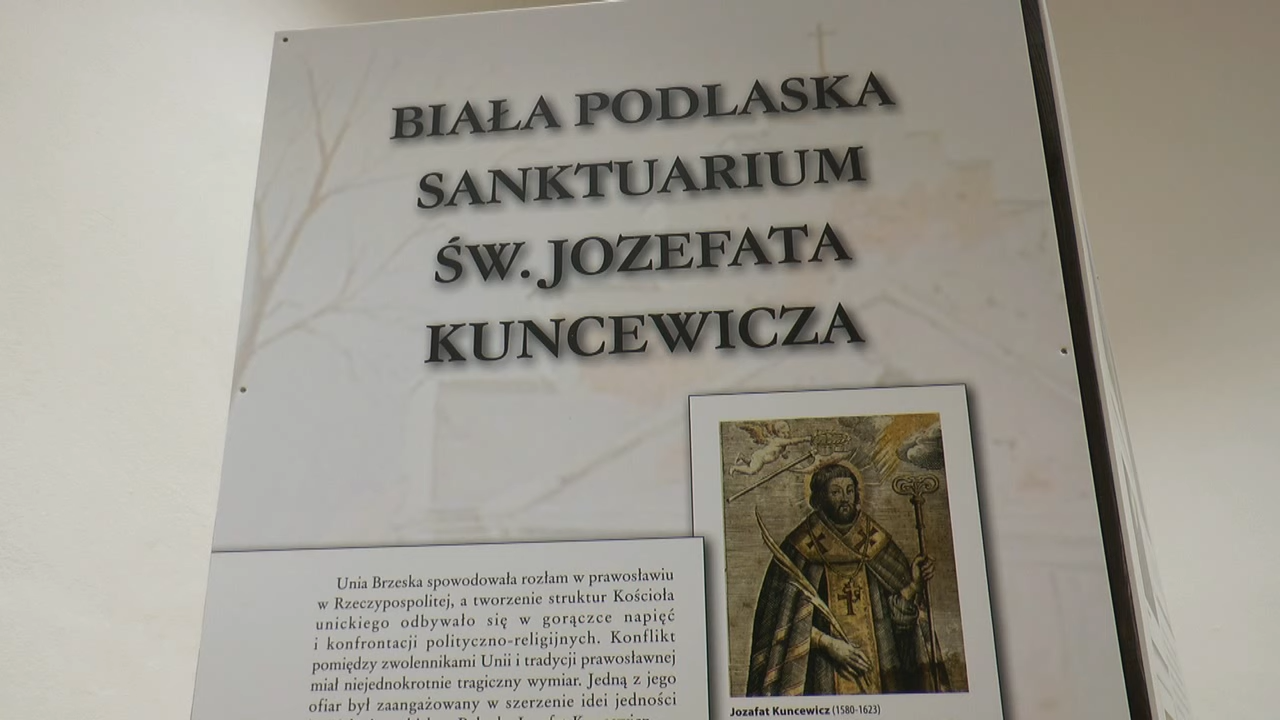 BIAŁA PODLASKA
SANKTUARIUM
ŚW. JOZEFATA
KUNCEWICZA
Unia Brzeska spowodowała rozłam w prawosławiu
w Rzeczypospolitej, a tworzenie struktur Kościoła
unickiego odbywało się w gorączce napięć
i konfrontacji polityczno-religijnych. Konflikt
pomiędzy zwolennikami Unii i tradycji prawosławnej
miał niejednokrotnie tragiczny wymiar. Jedną z jego
ofiar był zaangażowany w szerzenie idei jedności
Jozafat Kuncewicz (1580-1623)